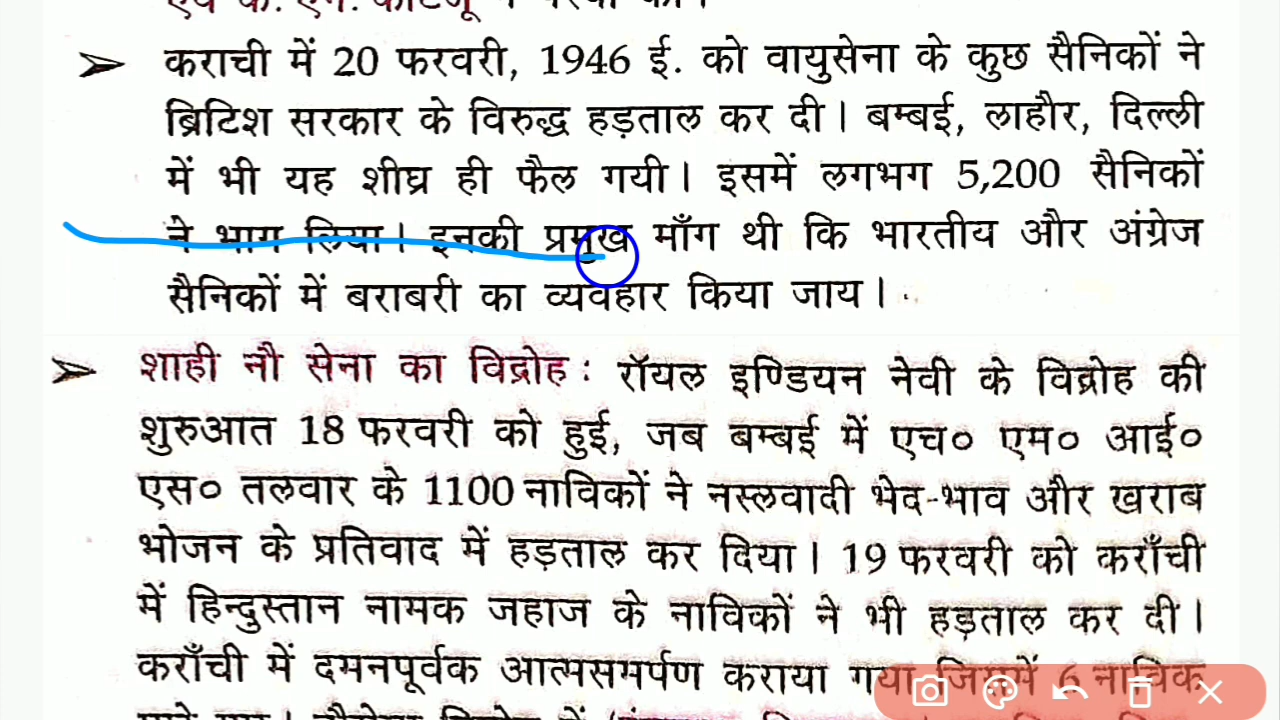 कराची में 20 फरवरी, 1946 ई. को वायुसेना के कुछ सैनिकों ने
ब्रिटिश सरकार के विरुद्ध हड़ताल कर दी। बम्बई, लाहौर, दिल्ली
में भी यह शीघ्र ही फैल गयी। इसमें लगभग 5,200 सैनिकों
ने भाग लिया। इनकी प्रमुख माँग थी कि भारतीय और अंग्रेज
सैनिकों में बराबरी का व्यवहार किया जाय।
शाही नौ सेना का विद्रोह : रॉयल इण्डियन नेवी के विद्रोह की
शुरुआत 18 फरवरी को हुई, जब बम्बई में एच० एम० आई०
एस० तलवार के 1100 नाविकों ने नस्लवादी भेद-भाव और खराब
भोजन के प्रतिवाद में हड़ताल कर दिया। 19 फरवरी को कराँची
में हिन्दुस्तान नामक जहाज के नाविकों ने भी हड़ताल कर दी।
कराँची में दमनपूर्वक आत्मसमर्पण कराया गया जिसमें 6 नाविक